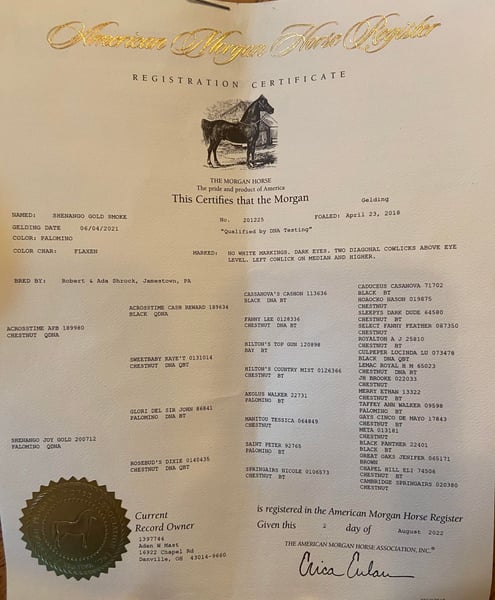 American Morgan Horse Register
REGISTRATION CERTIFICATE
THE MORGAN HORSE
The pride and product of America
This Certifies that the Morgan Gelding
NAMED: SHENANGO GOLD SMOKE No. 201225 FOALED: April 23, 2018
GELDING DATE 06/04/2021 "Qualified by DNA Testing"
COLOR: PALOMINO
COLOR CHAR: FLAXEN MARKED: NO WHITE MARKINGS. DARK EYES. TWO DIAGONAL COWLICKS ABOVE EYE
LEVEL. LEFT COWLICK ON MEDIAN AND HIGHER.
BRED BY: Robert & Ada Shrock, Jamestown, PA
CADUCEUS CASANOVA 71702
CASSANOVA'S CASHON 113636 BLACK BT
BLACK DNA BT HOAOCKO NASON 019875
CHESTNUT BT
ACROSSTIME CASH REWARD 189634 SLEEPYS DARK DUDE 64580
BLACK QDNA CHESTNUT BT
FANNY LEE 0128336 SELECT FANNY FEATHER 087350
CHESTNUT DNA BT CHESTNUT BT
ACROSSTIME APB 189980 ROYALTON A J 25810
CHESTNUT QDNA CHESTNUT BT
HILTON'S TOP GUN 120898 CULPEPER LUCINDA LU 073478
BAY BT BLACK DNA QBT
SWEETBABY RAYE'T 0131014 LEMAC ROYAL H M 65023
CHESTNUT DNA QBT CHESTNUT DNA BT
HILTON'S COUNTRY MIST 0126366 JH BROOKE 022033
CHESTNUT BT CHESTNUT
MERRY ETHAN 13322
AEOLUS WALKER 22731 CHESTNUT BT
PALOMINO BT TAFFEY ANN WALKER 09598
PALOMINO BT
GLORI DEL SIR JOHN 86841 GAYS CINCO DE MAYO 17843
PALOMINO DNA BT CHESTNUT BT
MANITOU TESSICA 064849 META 013181
CHESTNUT CHESTNUT
SHENANGO JOY GOLD 200712 BLACK PANTHER 22401
PALOMINO QDNA BLACK BT
SAINT PETER 92765 GREAT OAKS JENIFER 065171
PALOMINO BT BROWN
ROSEBUD'S DIXIE 0140435 CHAPEL HILL ELI 74506
CHESTNUT DNA QBT CHESTNUT BT
SPRINGAIRS NICOLE 0106573 CAMBRIDGE SPRINGAIRS 020380
CHESTNUT BT CHESTNUT
Current
Record Owner
1397744
Aden W Mast
16922 Chapel Rd
Danville, OH 43014-9660
is registered in the American Morgan Horse Register
Given this 2 day of August 2022
THE AMERICAN MORGAN HORSE ASSOCIATION, INC.®